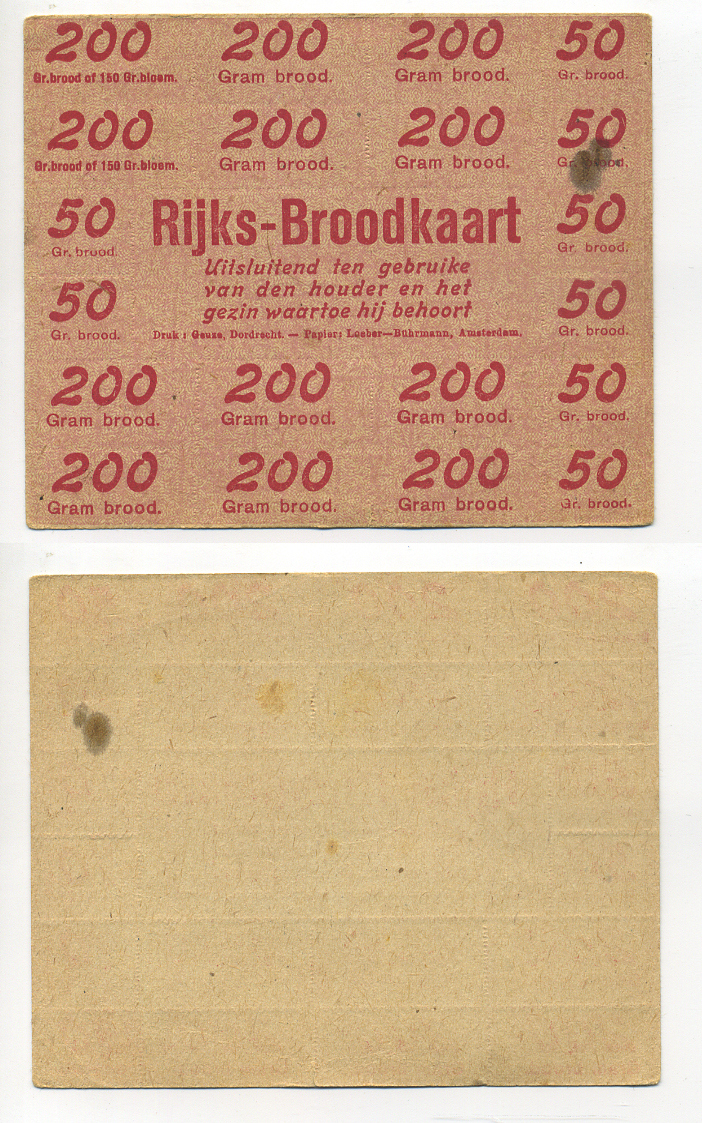 200 200 200 50
Gr.brood of 150 Gr.bloem. Gram brood. Gram brood. Gr. brood.
200 200 200 50
Gr.brood of 150 Gr.bloem. Gram brood. Gram brood. Gr. brood.
50 Rijks-Broodkaart 50
Gr. brood. Gr. brood.
Uitsluitend ten gebruike
50 van den houder en het 50
gezin waartoe hij behoort
Gr. brood. Druk : Geuze, Dordrecht. — Papier: Loeber—Bührmann, Amsterdam. Gr. brood.
200 200 200 50
Gram brood. Gram brood. Gram brood. Gr. brood.
200 200 200 50
Gram brood. Gram brood. Gram brood. Gr. brood.